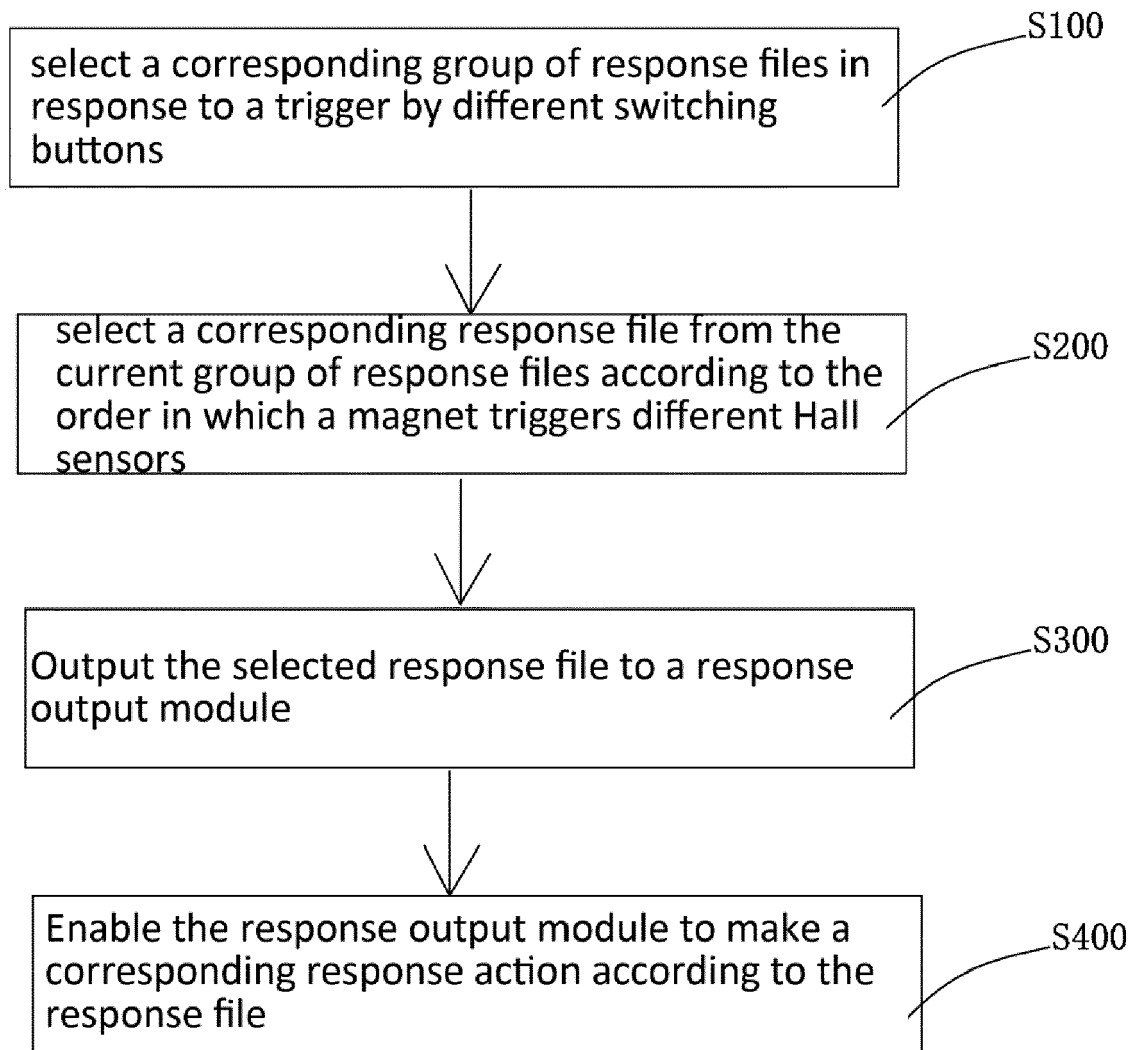 S100
select a corresponding group of response files in
response to a trigger by different switching
buttons
S200
select a corresponding response file from the
current group of response files according to the
order in which a magnet triggers different Hall
sensors
S300
Output the selected response file to a response
output module
S400
Enable the response output module to make a
corresponding response action according to the
response file